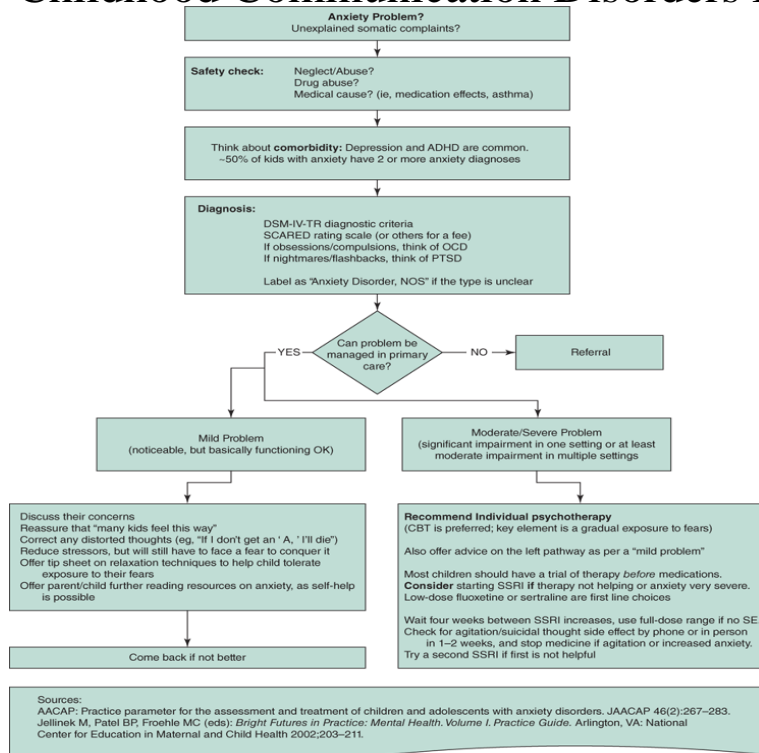 Childhood Communication Disorders
Anxiety Problem?
Unexplained somatic complaints?
Safety check: Neglect/Abuse?
Drug abuse?
Medical cause? (ie, medication effects, asthma)
Think about comorbidity: Depression and ADHD are common.
~50% of kids with anxiety have 2 or more anxiety diagnoses
Diagnosis:
DSM-IV-TR diagnostic criteria
SCARED rating scale (or others for a fee)
If obsessions/compulsions, think of OCD
If nightmares/flashbacks, think of PTSD
Label as "Anxiety Disorder, NOS" if the type is unclear
Can problem be
managed in primary
care?
YES
NO
Referral
Mild Problem
(noticeable, but basically functioning OK)
Moderate/Severe Problem
(significant impairment in one setting or at least
moderate impairment in multiple settings
Discuss their concerns
Reassure that "many kids feel this way"
Correct any distorted thoughts (eg, "If I don't get an ' A, ' I'll die")
Reduce stressors, but will still have to face a fear to conquer it
Offer tip sheet on relaxation techniques to help child tolerate
exposure to their fears
Offer parent/child further reading resources on anxiety, as self-help
is possible
Come back if not better
Recommend Individual psychotherapy
(CBT is preferred; key element is a gradual exposure to fears)
Also offer advice on the left pathway as per a "mild problem"
Most children should have a trial of therapy before medications.
Consider starting SSRI if therapy not helping or anxiety very severe.
Low-dose fluoxetine or sertraline are first line choices
Wait four weeks between SSRI increases, use full-dose range if no SE
Check for agitation/suicidal thought side effect by phone or in person
in 1–2 weeks, and stop medicine if agitation or increased anxiety.
Try a second SSRI if first is not helpful
Sources:
AACAP: Practice parameter for the assessment and treatment of children and adolescents with anxiety disorders. JAACAP 46(2):267–283.
Jellinek M, Patel BP, Froehle MC (eds): Bright Futures in Practice: Mental Health. Volume I. Practice Guide. Arlington, VA: National
Center for Education in Maternal and Child Health 2002;203–211.